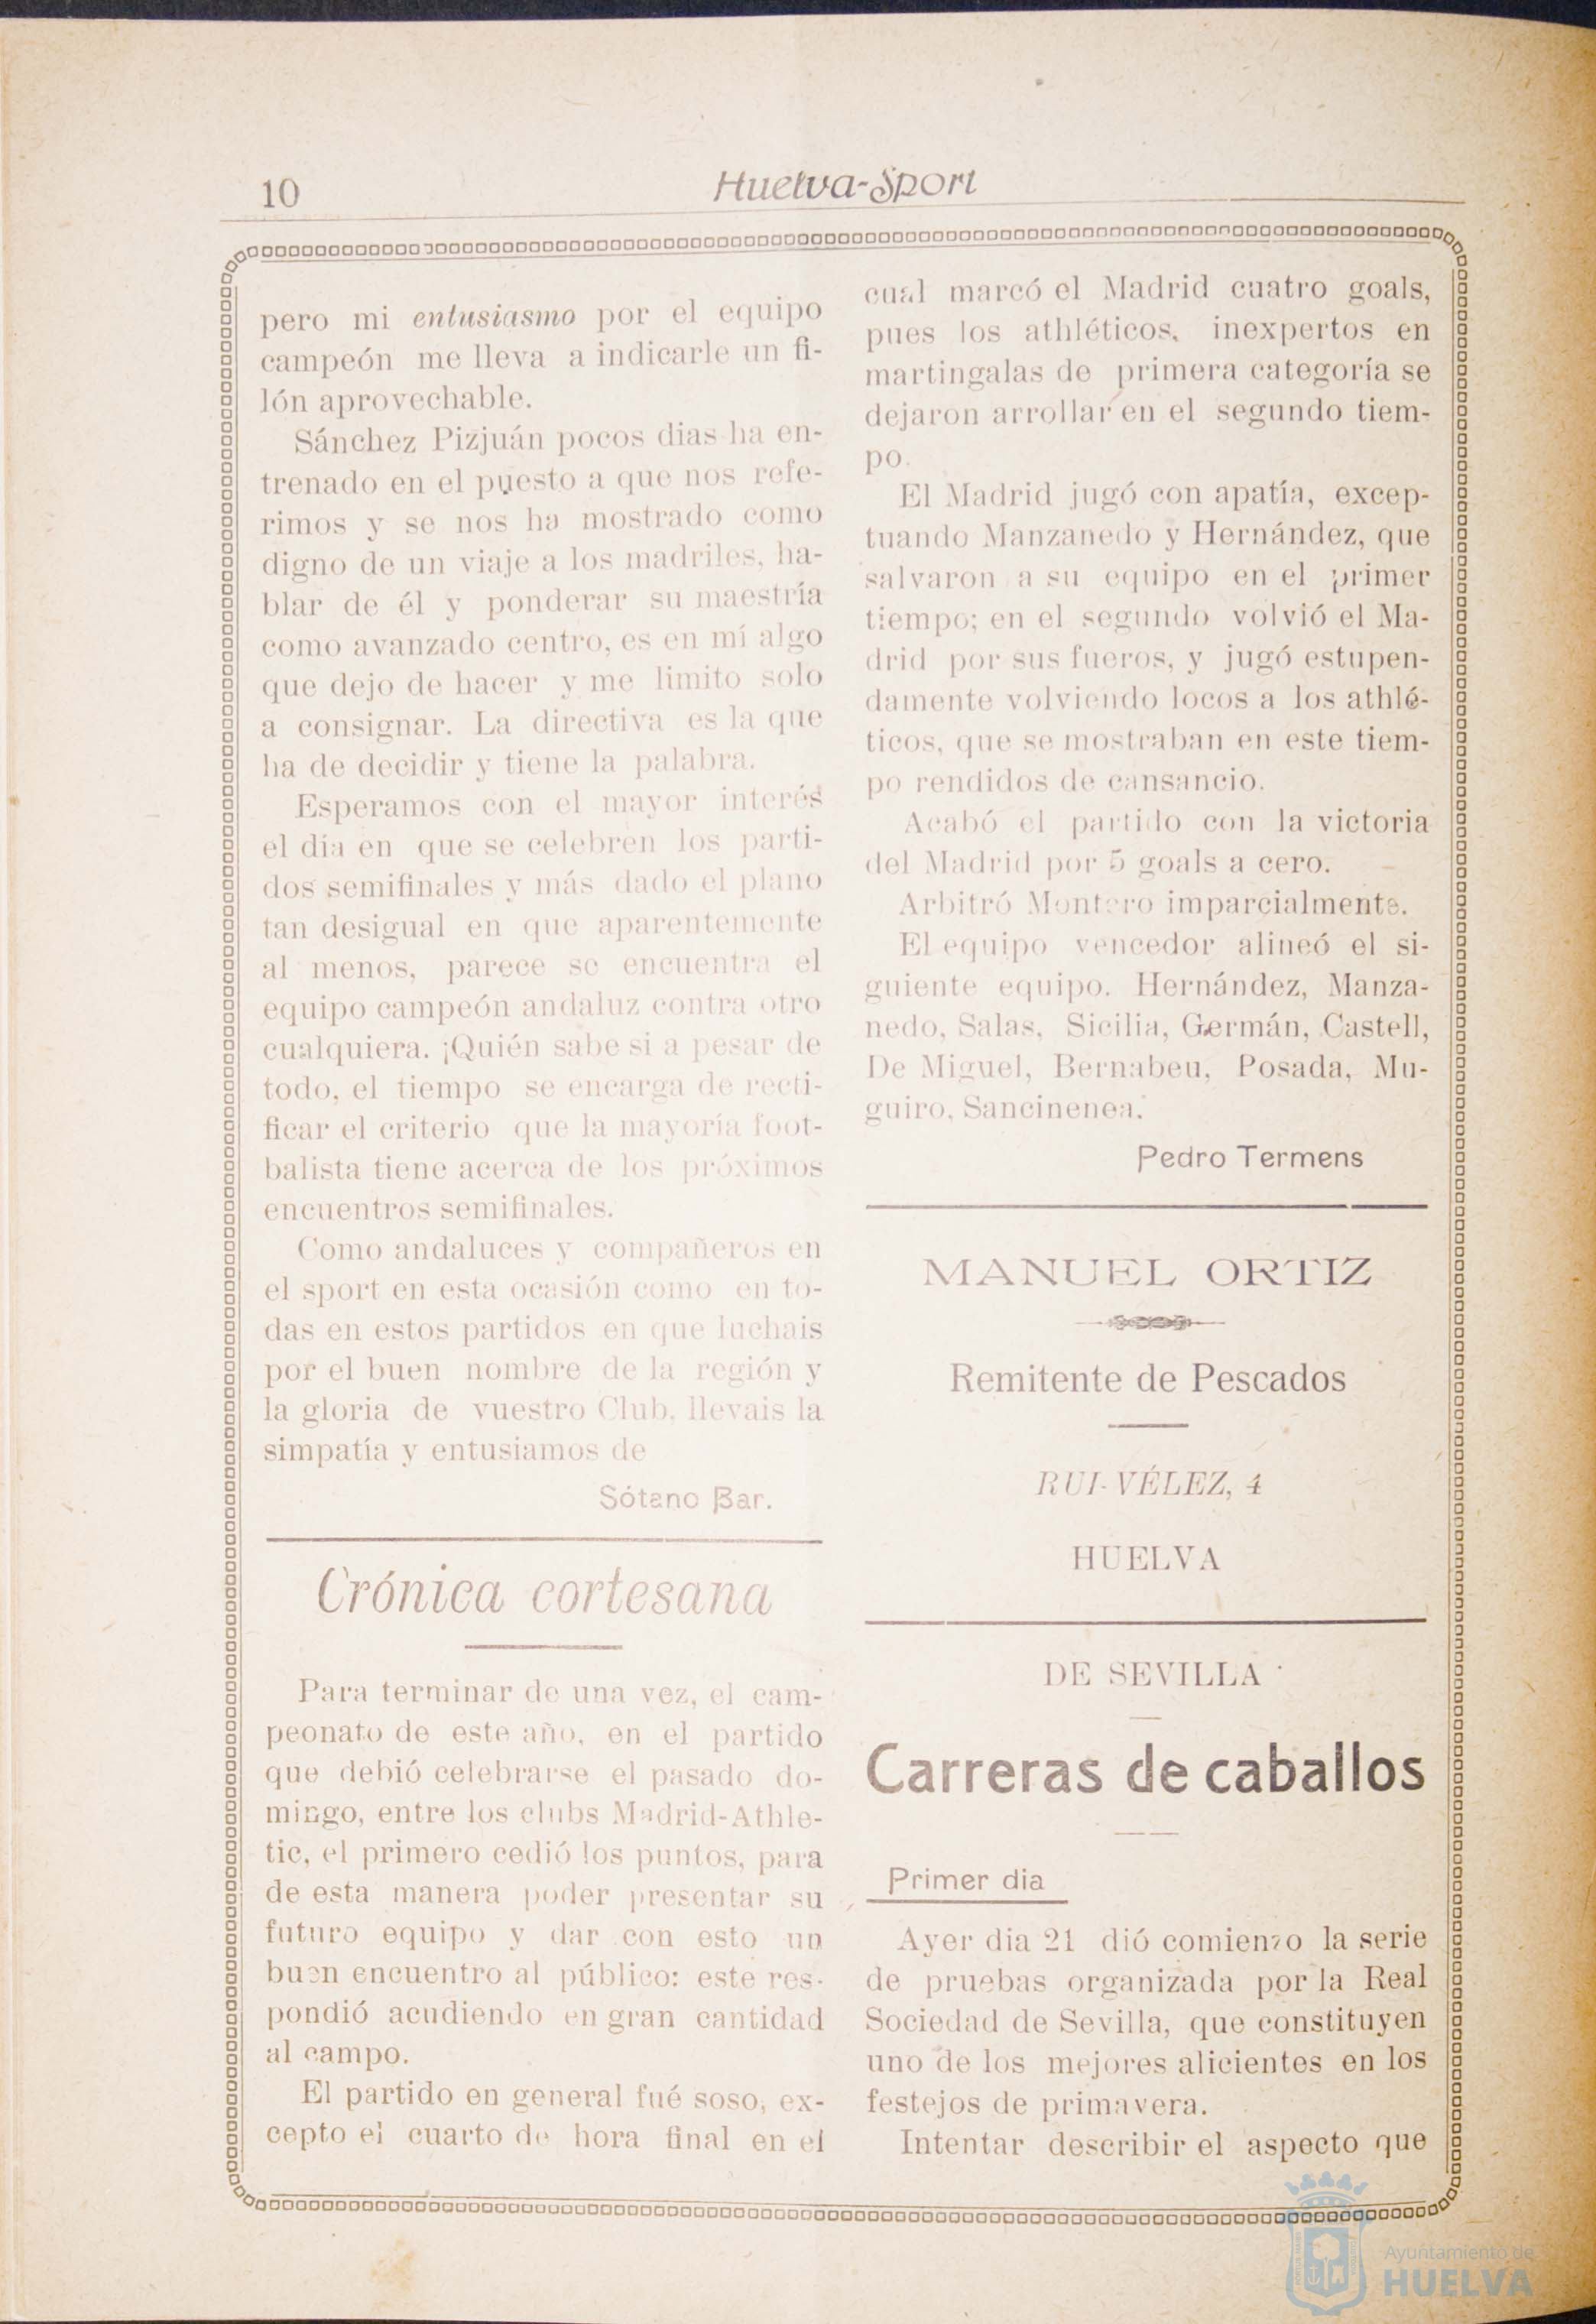 10
Huelva-Sport
pero mi entusiasmo por el equipo
campeón me lleva a indicarle un fi-
lón aprovechable.
Sánchez Pizjuán pocos dias ha en-
trenado en el puesto a que nos refe-
rimos y se nos ha mostrado como
digno de un viaje a los madriles, ha-
blar de él y ponderar su maestría
como avanzado centro, es en mí algo
que dejo de hacer y me limito solo
a consignar. La directiva es la que
ha de decidir y tiene la palabra.
Esperamos con el mayor interés
el día en que se celebren los parti-
dos semifinales y más dado el plano
tan desigual en que aparentemente
al menos, parece se encuentra el
equipo campeón andaluz contra otro
cualquiera. ¡Quién sabe si a pesar de
todo, el tiempo se encarga de recti-
ficar el criterio que la mayoría foot-
balista tiene acerca de los próximos
encuentros semifinales.
Como andaluces y compañeros en
el sport en esta ocasión como en to-
das en estos partidos en que luchais
por el buen nombre de la región y
la gloria de vuestro Club, llevais la
simpatía y entusiamos de
Sótano Bar.
Crónica cortesana
Para terminar de una vez, el cam-
peonato de este año, en el partido
que debió celebrarse el pasado do-
mingo, entre los clubs Madrid-Athle-
tic, el primero cedió los puntos, para
de esta manera poder presentar su
futuro equipo y dar con esto un
buen encuentro al público: este res-
pondió acudiendo en gran cantidad
al campo.
El partido en general fué soso, ex-
cepto el cuarto de hora final en el
cual marcó el Madrid cuatro goals,
pues los athléticos, inexpertos en
martingalas de primera categoría se
dejaron arrollar en el segundo tiem-
po.
El Madrid jugó con apatía, excep-
tuando Manzanedo y Hernández, que
salvaron a su equipo en el primer
tiempo; en el segundo volvió el Ma-
drid por sus fueros, y jugó estupen-
damente volviendo locos a los athlé-
ticos, que se mostraban en este tiem-
po rendidos de cansancio.
Acabó el partido con la victoria
del Madrid por 5 goals a cero.
Arbitró Montero imparcialmente.
El equipo vencedor alineó el si-
guiente equipo. Hernández, Manza-
nedo, Salas, Sicilia, Germán, Castell,
De Miguel, Bernabeu, Posada, Mu-
guiro, Sancinenea.
Pedro Termens
MANUEL ORTIZ
Remitente de Pescados
RUI-VÉLEZ, 4
HUELVA
DE SEVILLA
Carreras de caballos
Primer dia
Ayer dia 21 dió comienzo la serie
de pruebas organizada por la Real
Sociedad de Sevilla, que constituyen
uno de los mejores alicientes en los
festejos de primavera.
Intentar describir el aspecto que
Ayuntamiento de
HUELVA